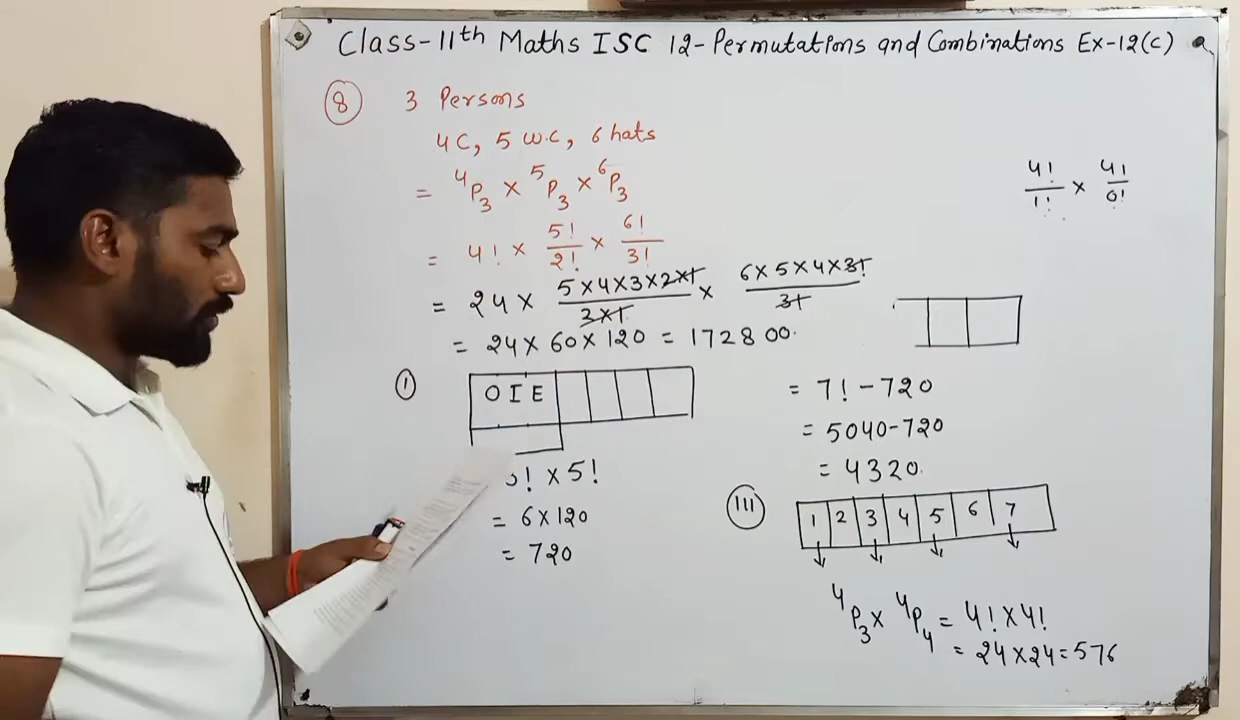 Class-11th Maths ISC 12-Permutations and Combinations Ex-12(c)
8 3 Persons
4C, 5 W.C, 6 hats
= ⁴P₃ × ⁵P₃ × ⁶P₃
= 4! × 5!/2! × 6!/3!
= 24 × 5×4×3×2×1/2×1 × 6×5×4×3!/3!
= 24 × 60 × 120 = 172800.
4!/1! × 4!/0!
I O I E
! × 5!
= 6×120
= 720
= 7! - 720
= 5040-720
= 4320.
III 1 2 3 4 5 6 7
⁴P₃ × ⁴P₄ = 4! × 4!
= 24×24=576